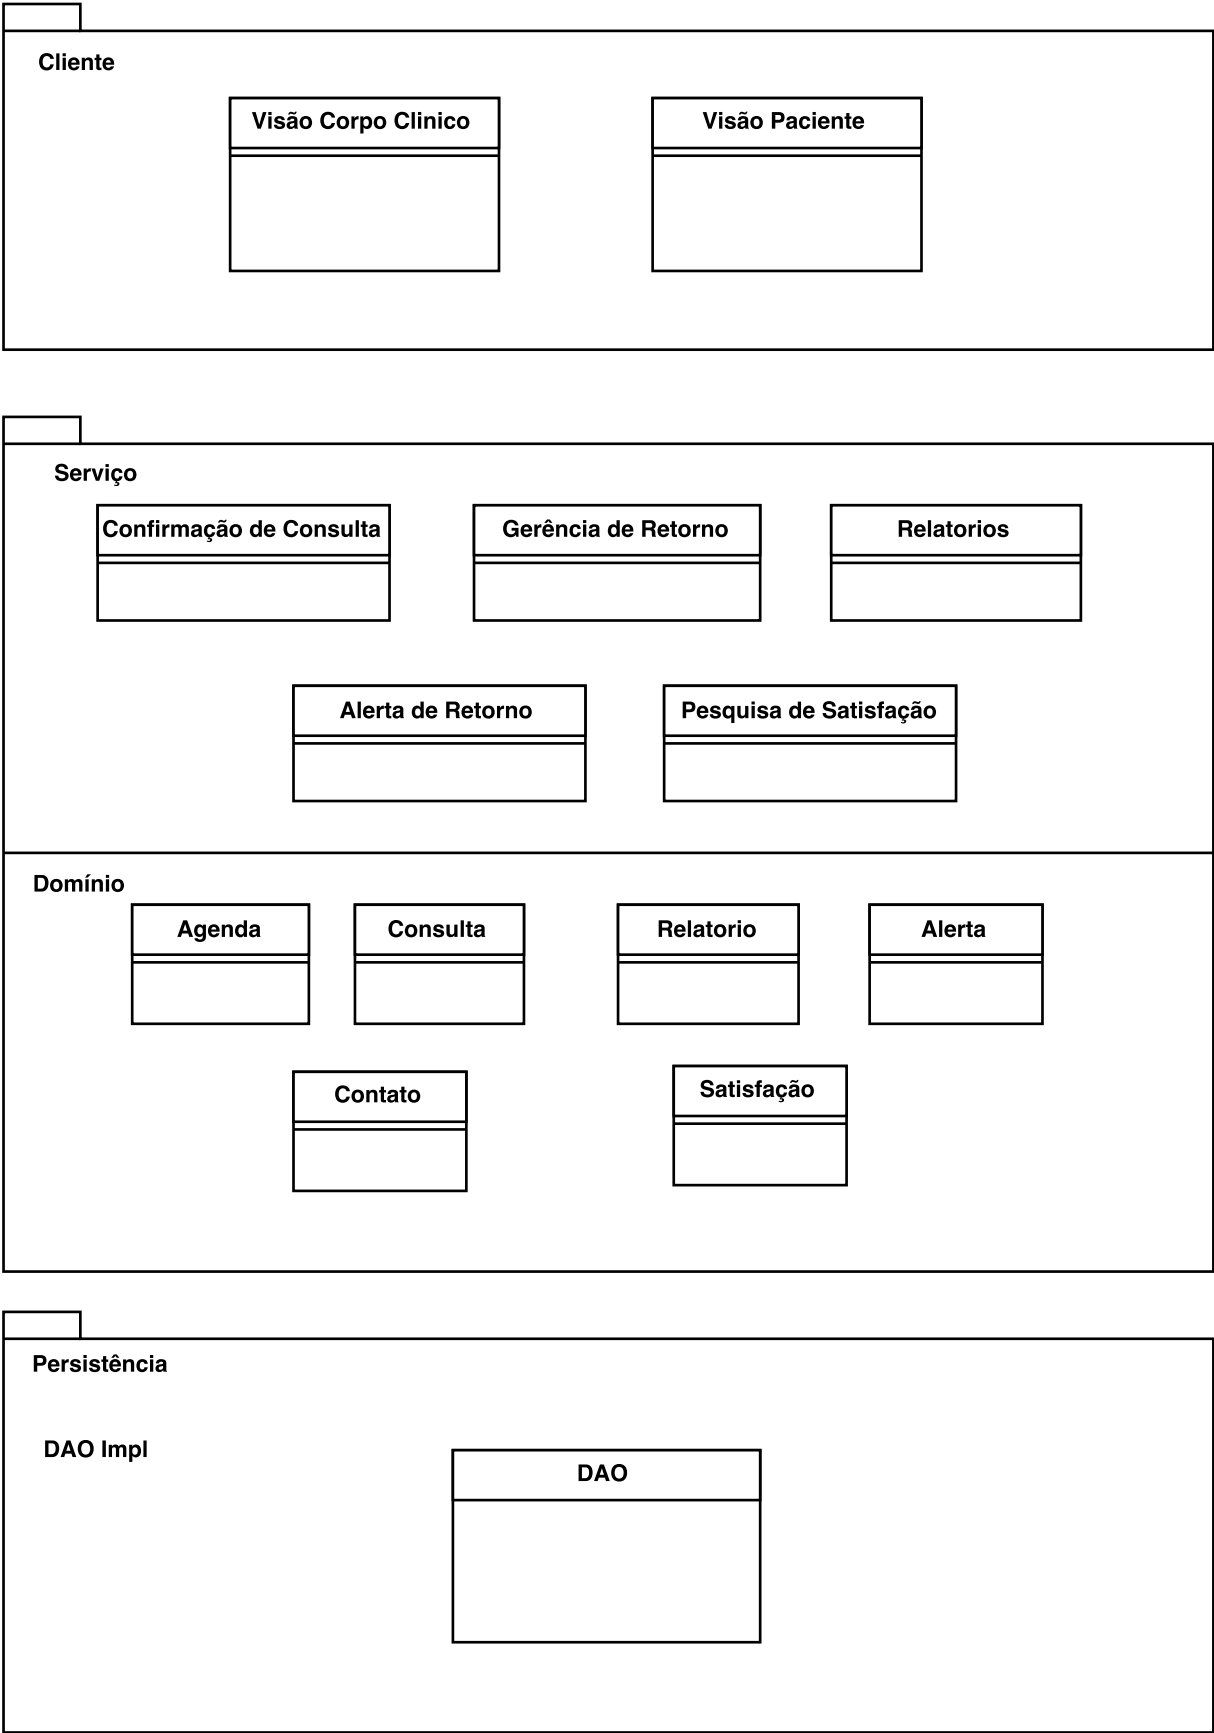 Cliente
Visão Corpo Clinico
Visão Paciente
Serviço
Confirmação de Consulta
Gerência de Retorno
Relatorios
Alerta de Retorno
Pesquisa de Satisfação
Domínio
Agenda
Consulta
Relatorio
Alerta
Contato
Satisfação
Persistência
DAO Impl
DAO